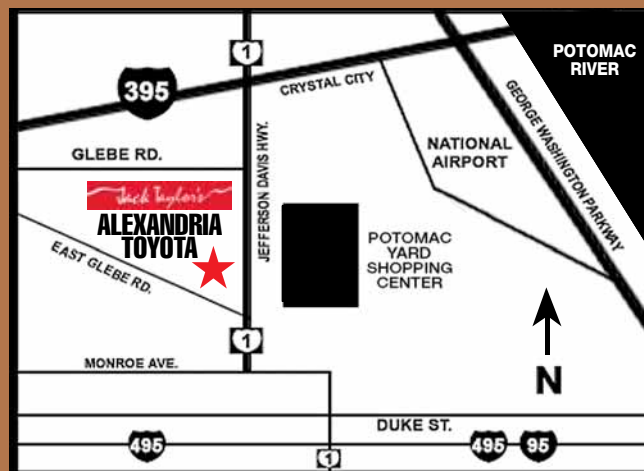 POTOMAC
RIVER
1
395
CRYSTAL CITY
GEORGE WASHINGTON PARKWAY
NATIONAL
AIRPORT
GLEBE RD.
JEFFERSON DAVIS HWY.
Jack Taylor's
ALEXANDRIA
TOYOTA
EAST GLEBE RD.
POTOMAC
YARD
SHOPPING
CENTER
1
MONROE AVE.
N
DUKE ST.
495
1
495
95